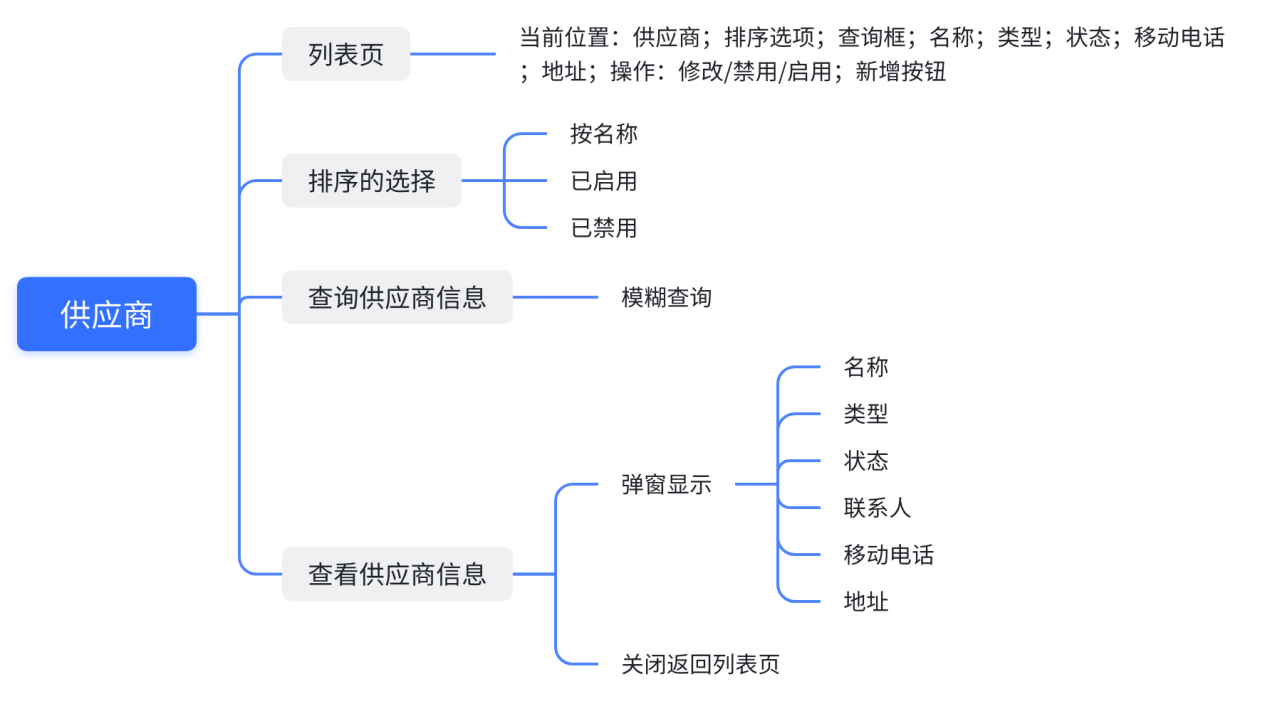 列表页
当前位置：供应商；排序选项；查询框；名称；类型；状态；移动电话
；地址；操作：修改/禁用/启用；新增按钮
排序的选择
按名称
已启用
已禁用
供应商
查询供应商信息
模糊查询
查看供应商信息
弹窗显示
名称
类型
状态
联系人
移动电话
地址
关闭返回列表页